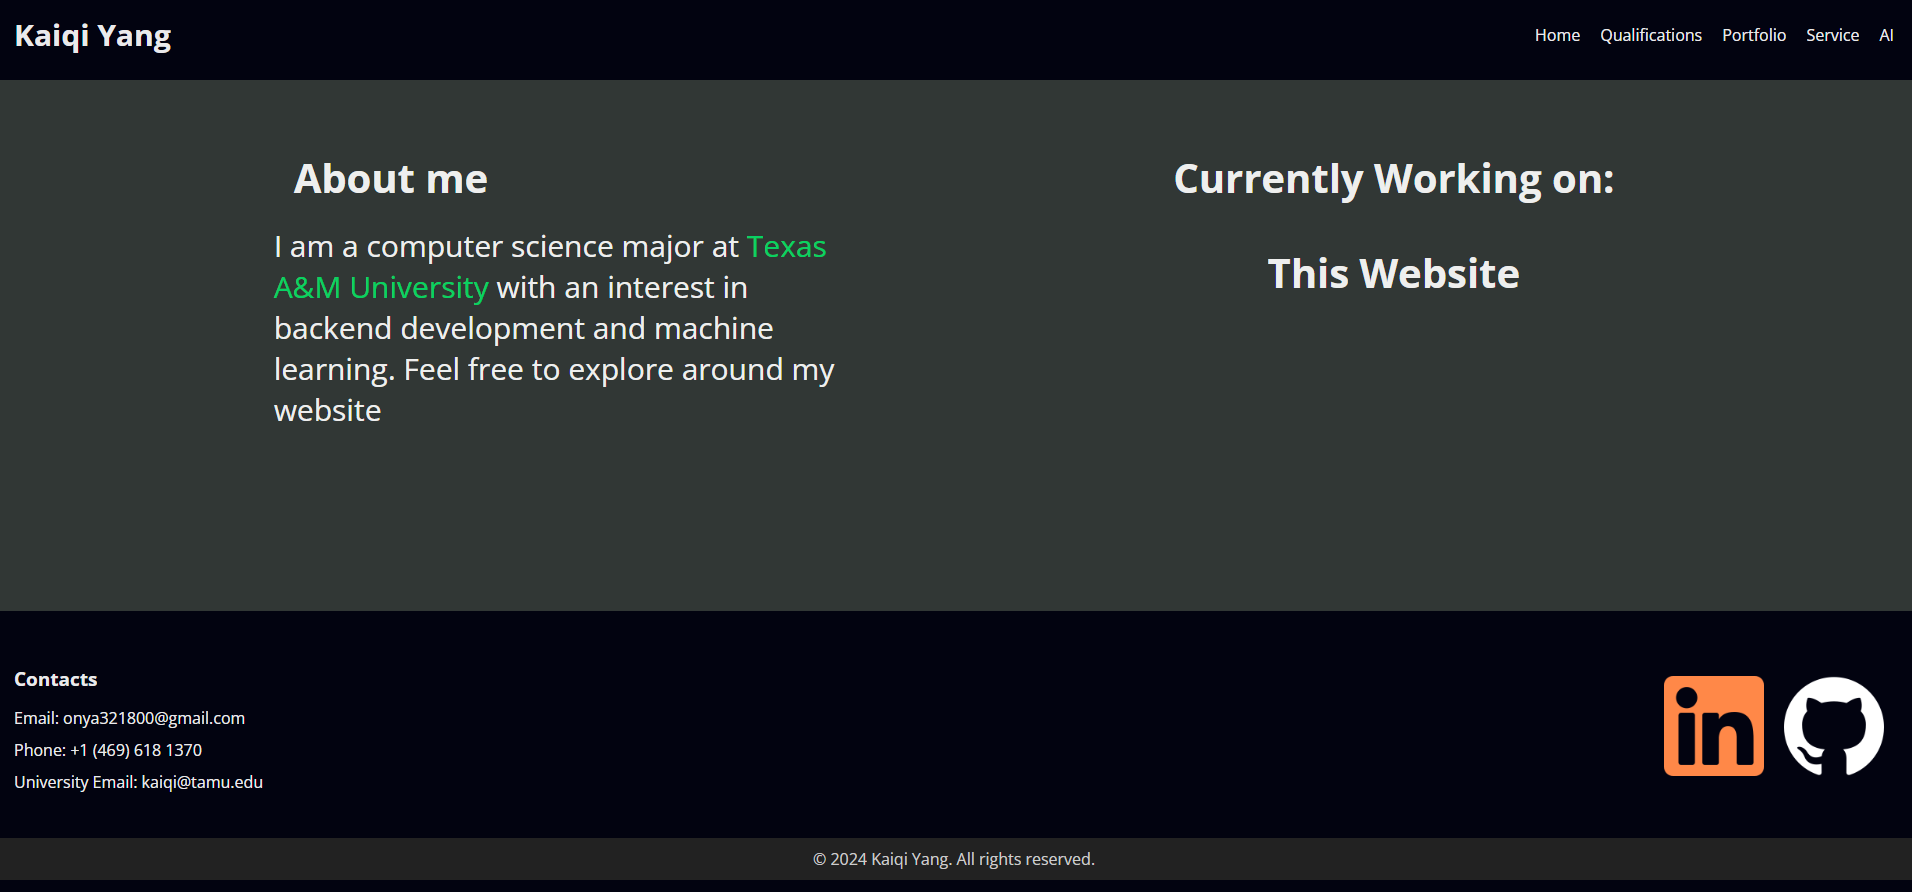 Kaiqi Yang
Home Qualifications Portfolio Service AI
About me
I am a computer science major at Texas
A&M University with an interest in
backend development and machine
learning. Feel free to explore around my
website
Currently Working on:
This Website
Contacts
Email: onya321800@gmail.com
Phone: +1 (469) 618 1370
University Email: kaiqi@tamu.edu
in
© 2024 Kaiqi Yang. All rights reserved.